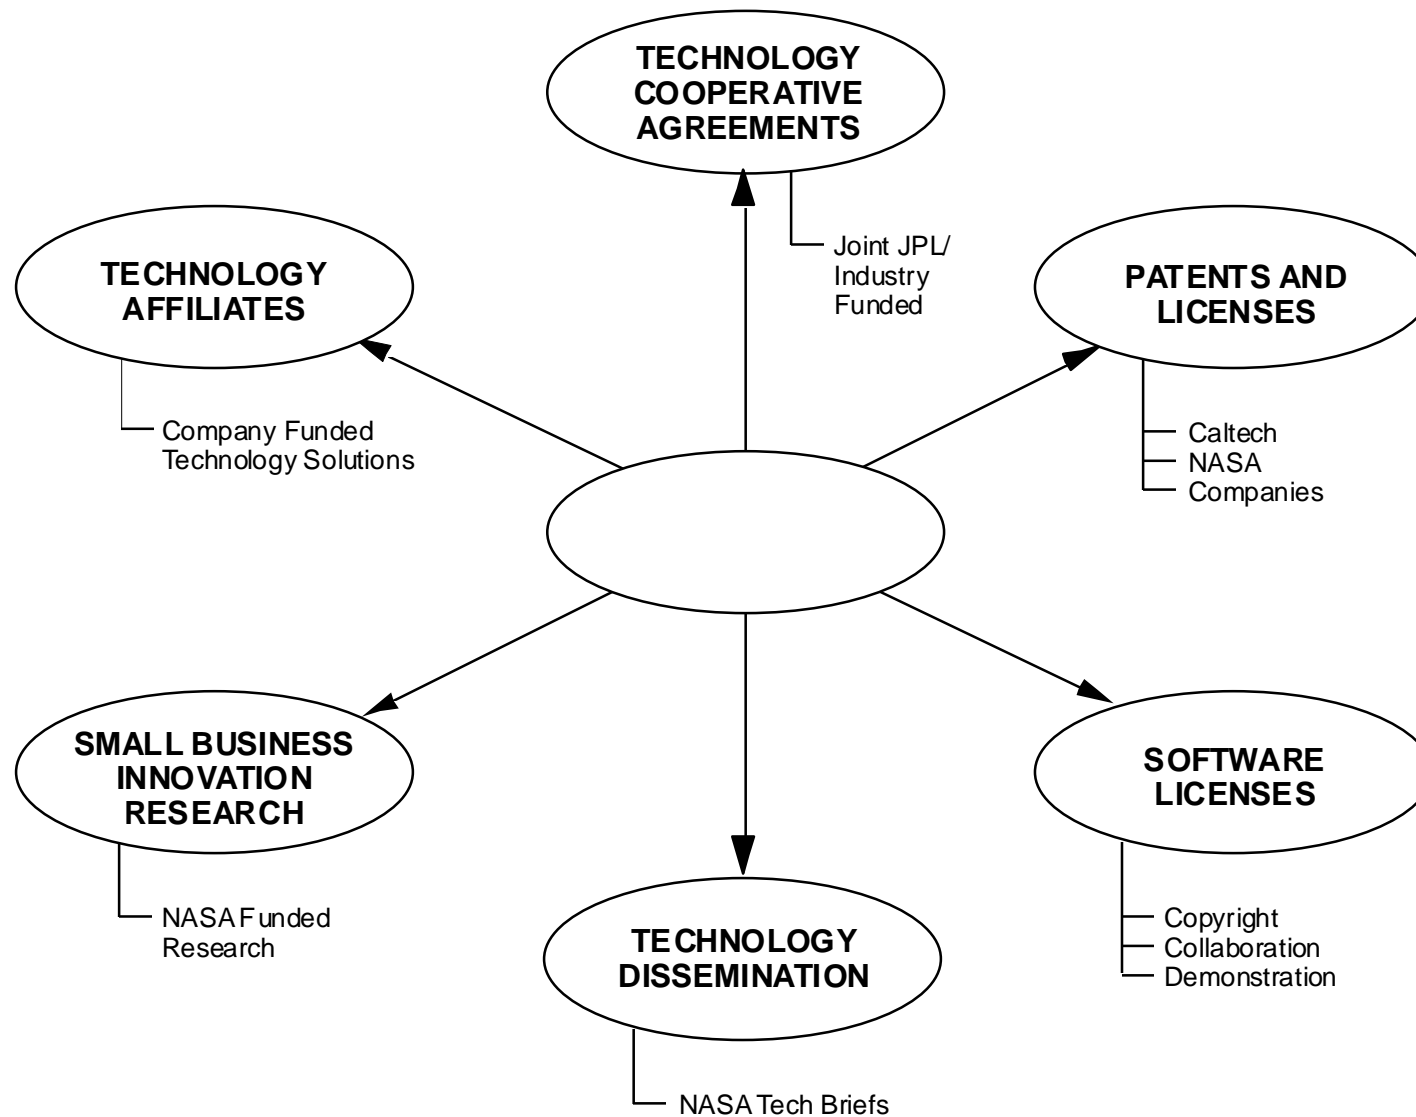 TECHNOLOGY
COOPERATIVE
AGREEMENTS
Joint JPL/
Industry
Funded
TECHNOLOGY
AFFILIATES
Company Funded
Technology Solutions
PATENTS AND
LICENSES
Caltech
NASA
Companies
SMALL BUSINESS
INNOVATION
RESEARCH
NASA Funded
Research
TECHNOLOGY
DISSEMINATION
NASA Tech Briefs
SOFTWARE
LICENSES
Copyright
Collaboration
Demonstration